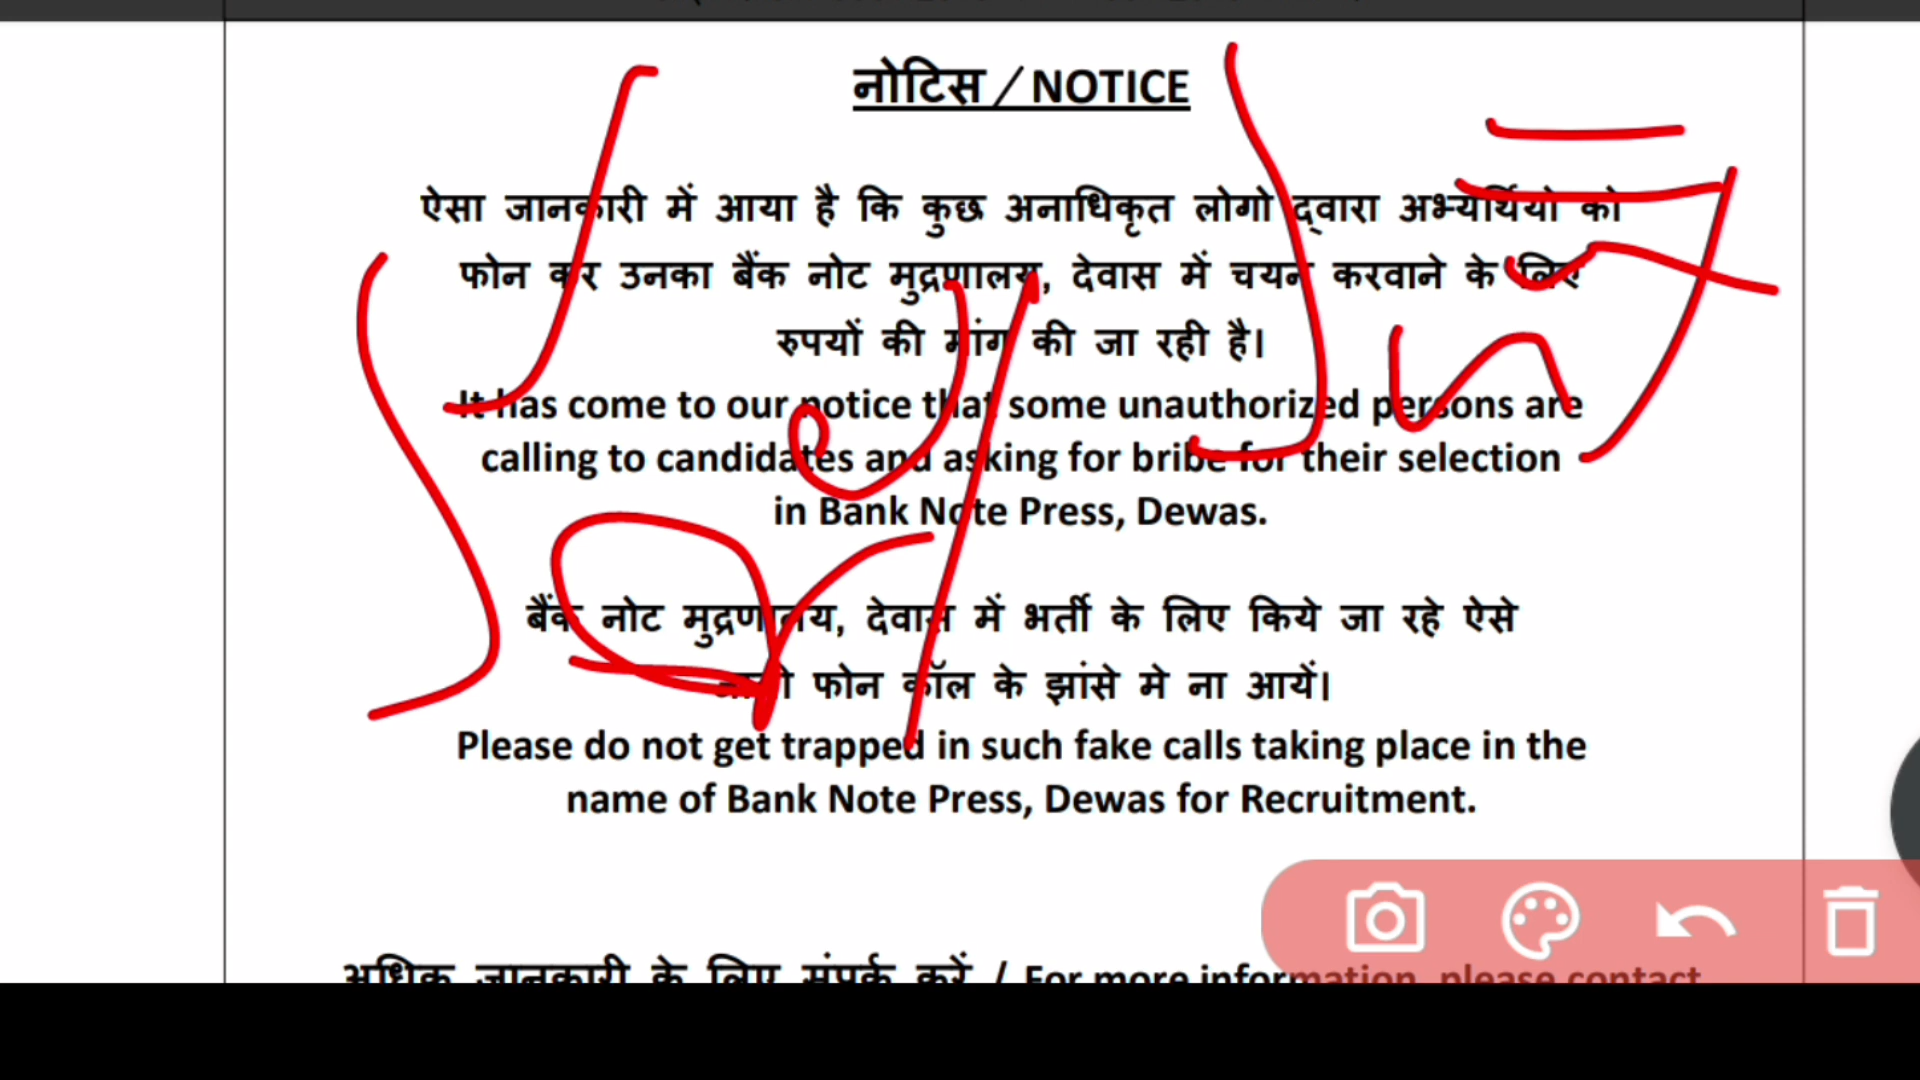 नोटिस / NOTICE
ऐसा जानकारी में आया है कि कुछ अनाधिकृत लोगो द्वारा अभ्यर्थियो को
फोन कर उनका बैंक नोट मुद्रणालय, देवास में चयन करवाने के लिए
रुपयों की मांग की जा रही है।
It has come to our notice that some unauthorized persons are
calling to candidates and asking for bribe for their selection
in Bank Note Press, Dewas.
बैंक नोट मुद्रणालय, देवास में भर्ती के लिए किये जा रहे ऐसे
फोन कॉल के झांसे मे ना आयें।
Please do not get trapped in such fake calls taking place in the
name of Bank Note Press, Dewas for Recruitment.
अधिक जानकारी के लिए संपर्क करें / For more information, please contact